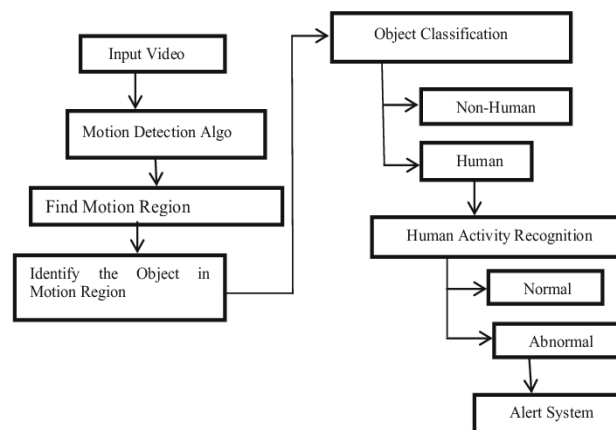 Input Video
Motion Detection Algo
Find Motion Region
Identify the Object in
Motion Region
Object Classification
Non-Human
Human
Human Activity Recognition
Normal
Abnormal
Alert System